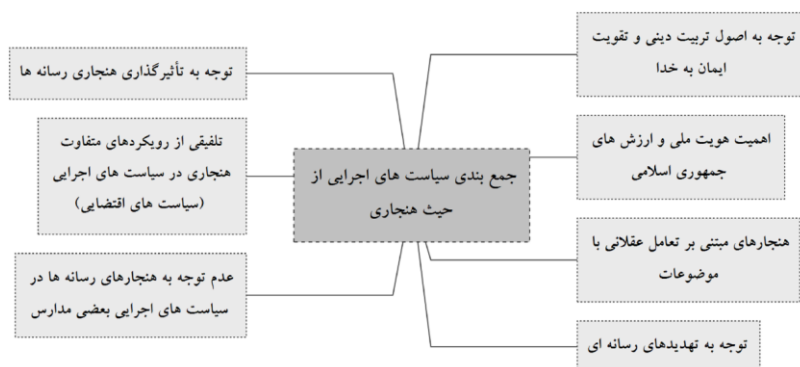 توجه به اصول تربیت دینی و تقویت
ایمان به خدا
اهمیت هویت ملی و ارزش های
جمهوری اسلامی
هنجارهای مبتنی بر تعامل عقلانی با
موضوعات
توجه به تهدیدهای رسانه ای
جمع بندی سیاست های اجرایی از
حیث هنجاری
توجه به تأثیرگذاری هنجاری رسانه ها
تلفیقی از رویکردهای متفاوت
هنجاری در سیاست های اجرایی
(سیاست های اقتضایی)
عدم توجه به هنجارهای رسانه ها در
سیاست های اجرایی بعضی مدارس